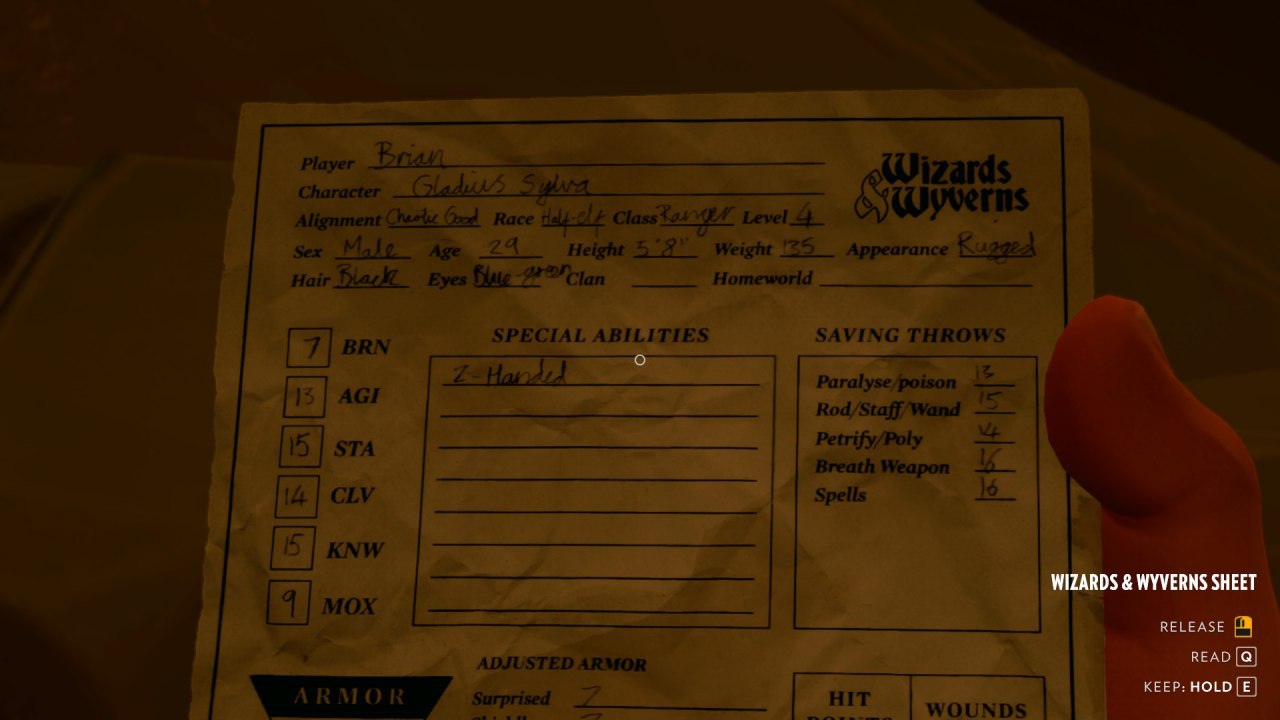 Player Brian
Character Gladius Sylva
Wizards
& Wyverns
Alignment Chaotic Good Race Half-elf Class Ranger Level 4
Sex Male Age 29 Height 5'8" Weight 135 Appearance Rugged
Hair Black Eyes Blue-green Clan Homeworld
SPECIAL ABILITIES
SAVING THROWS
7 BRN
13 AGI
15 STA
14 CLV
15 KNW
9 MOX
2-Handed
Paralyse/poison 13
Rod/Staff/Wand 15
Petrify/Poly 14
Breath Weapon 16
Spells 16
ADJUSTED ARMOR
ARMOR
Surprised 7
HIT
POINTS
WOUNDS
WIZARDS & WYVERNS SHEET
RELEASE
READ Q
KEEP: HOLD E